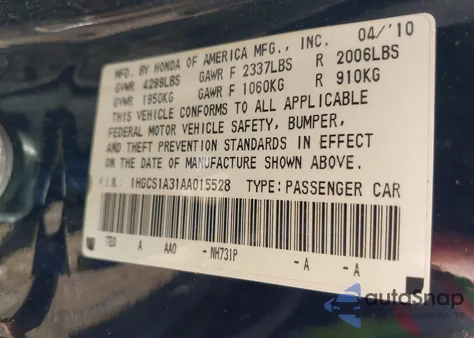 MFD. BY HONDA OF AMERICA MFG., INC. 04/'10
GVWR 4299LBS GAWR F 2337LBS R 2006LBS
GVWR 1950KG GAWR F 1060KG R 910KG
THIS VEHICLE CONFORMS TO ALL APPLICABLE
FEDERAL MOTOR VEHICLE SAFETY, BUMPER,
AND THEFT PREVENTION STANDARDS IN EFFECT
ON THE DATE OF MANUFACTURE SHOWN ABOVE.
V.I.N. 1HGCS1A31AA015528 TYPE: PASSENGER CAR
TE0 A AA0 -NH731P -A -A
autoSnap